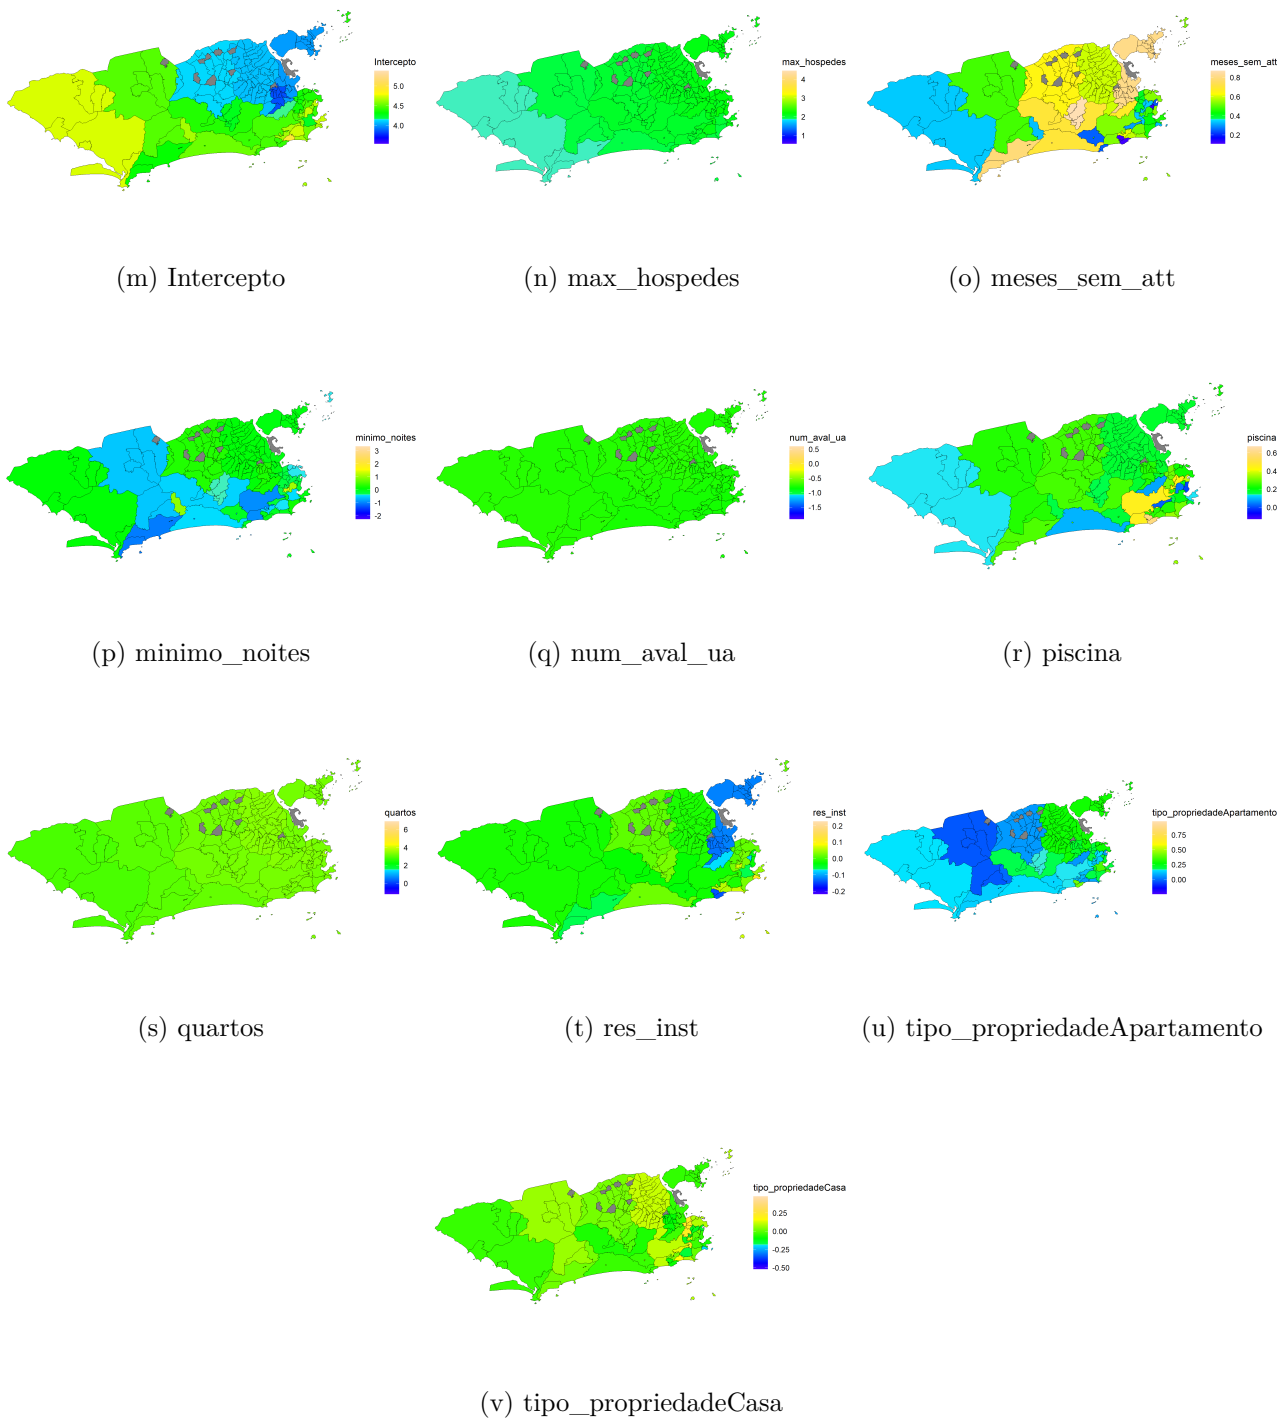 Intercepto
5.0
4.5
4.0
max_hospedes
4
3
2
1
meses_sem_att
0.8
0.6
0.4
0.2
(m) Intercepto
(n) max_hospedes
(o) meses_sem_att
minimo_noites
3
2
1
0
-1
-2
num_aval_ua
0.5
0.0
-0.5
-1.0
-1.5
piscina
0.6
0.4
0.2
0.0
(p) minimo_noites
(q) num_aval_ua
(r) piscina
quartos
6
4
2
0
res_inst
0.2
0.1
0.0
-0.1
-0.2
tipo_propriedadeApartamento
0.75
0.50
0.25
0.00
(s) quartos
(t) res_inst
(u) tipo_propriedadeApartamento
tipo_propriedadeCasa
0.25
0.00
-0.25
-0.50
(v) tipo_propriedadeCasa